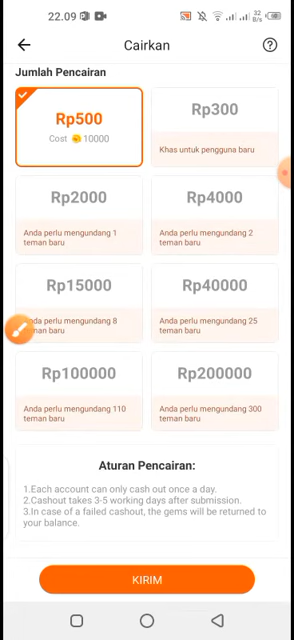 22.09
32
B/s
Cairkan
Jumlah Pencairan
Rp500
Cost 10000
Rp300
Khas untuk pengguna baru
Rp2000
Anda perlu mengundang 1
teman baru
Rp4000
Anda perlu mengundang 2
teman baru
Rp15000
Anda perlu mengundang 8
teman baru
Rp40000
Anda perlu mengundang 25
teman baru
Rp100000
Anda perlu mengundang 110
teman baru
Rp200000
Anda perlu mengundang 300
teman baru
Aturan Pencairan:
1.Each account can only cash out once a day.
2.Cashout takes 3-5 working days after submission.
3.In case of a failed cashout, the gems will be returned to
your balance.
KIRIM